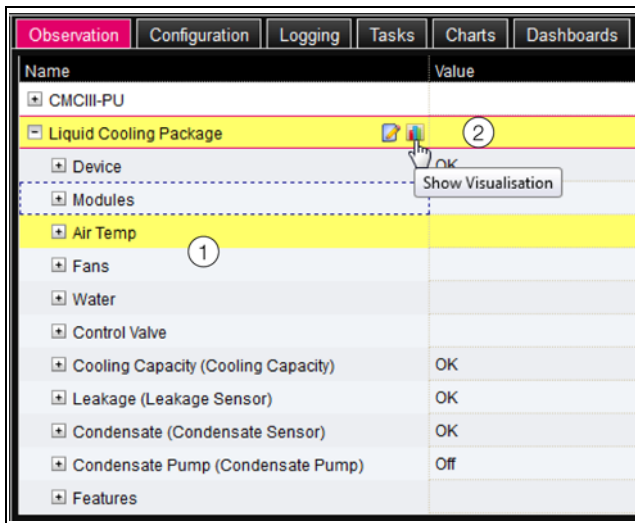 Observation Configuration Logging Tasks Charts Dashboards
Name Value
CMCIII-PU
Liquid Cooling Package 2
Device OK
Show Visualisation
Modules
Air Temp
1
Fans
Water
Control Valve
Cooling Capacity (Cooling Capacity) OK
Leakage (Leakage Sensor) OK
Condensate (Condensate Sensor) OK
Condensate Pump (Condensate Pump) Off
Features